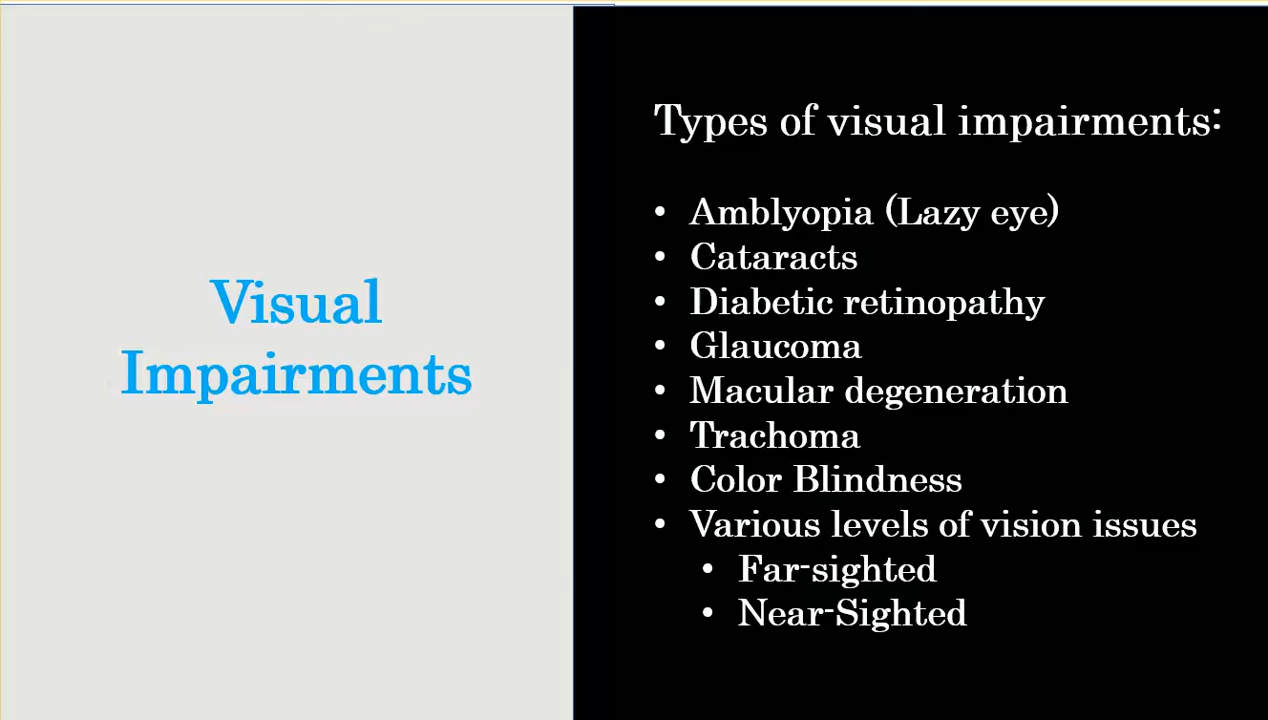 Visual
Impairments
Types of visual impairments:
• Amblyopia (Lazy eye)
• Cataracts
• Diabetic retinopathy
• Glaucoma
• Macular degeneration
• Trachoma
• Color Blindness
• Various levels of vision issues
• Far-sighted
• Near-Sighted